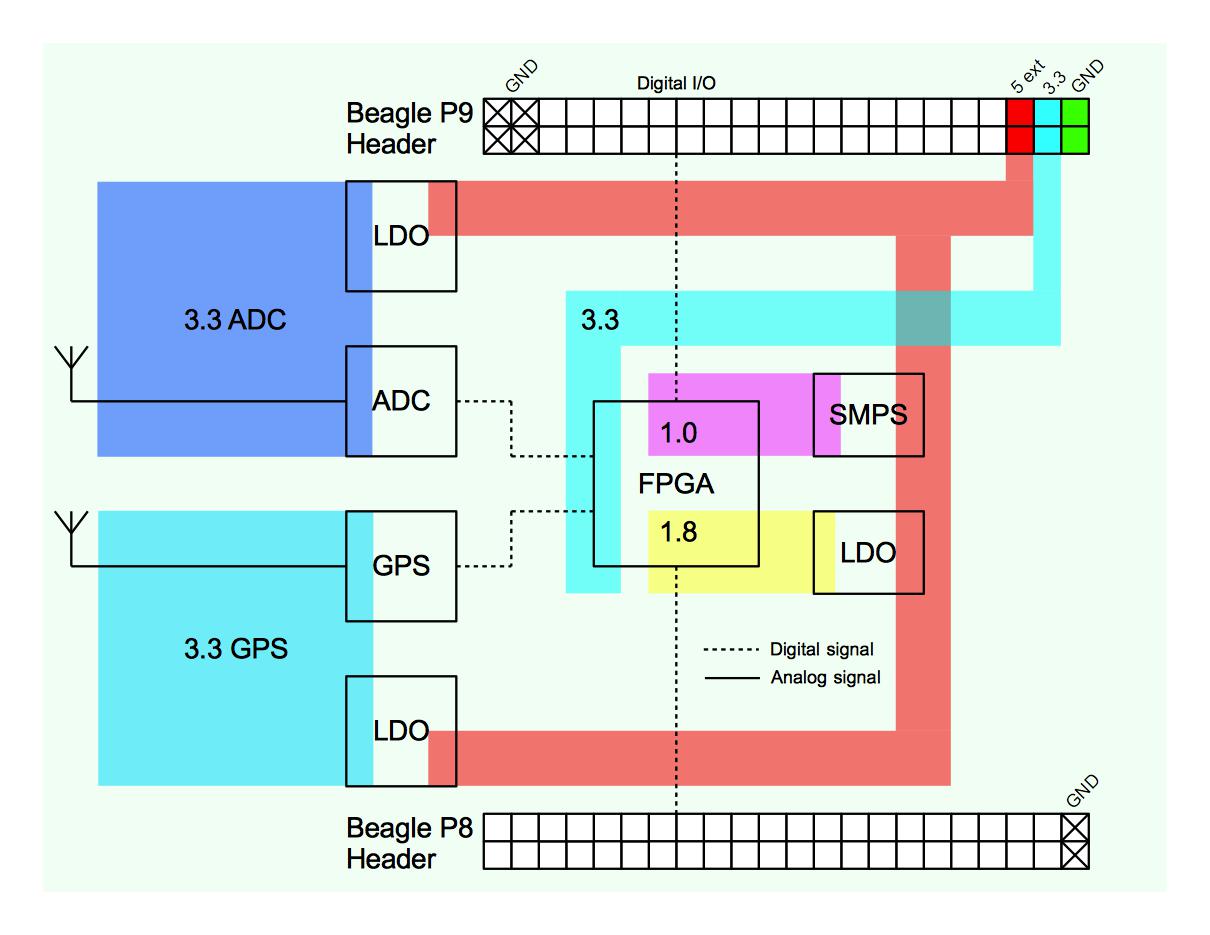 GND
Digital I/O
5 ext
3.3
GND
Beagle P9
Header
LDO
3.3 ADC
3.3
ADC
SMPS
1.0
FPGA
1.8
LDO
GPS
3.3 GPS
Digital signal
Analog signal
LDO
GND
Beagle P8
Header